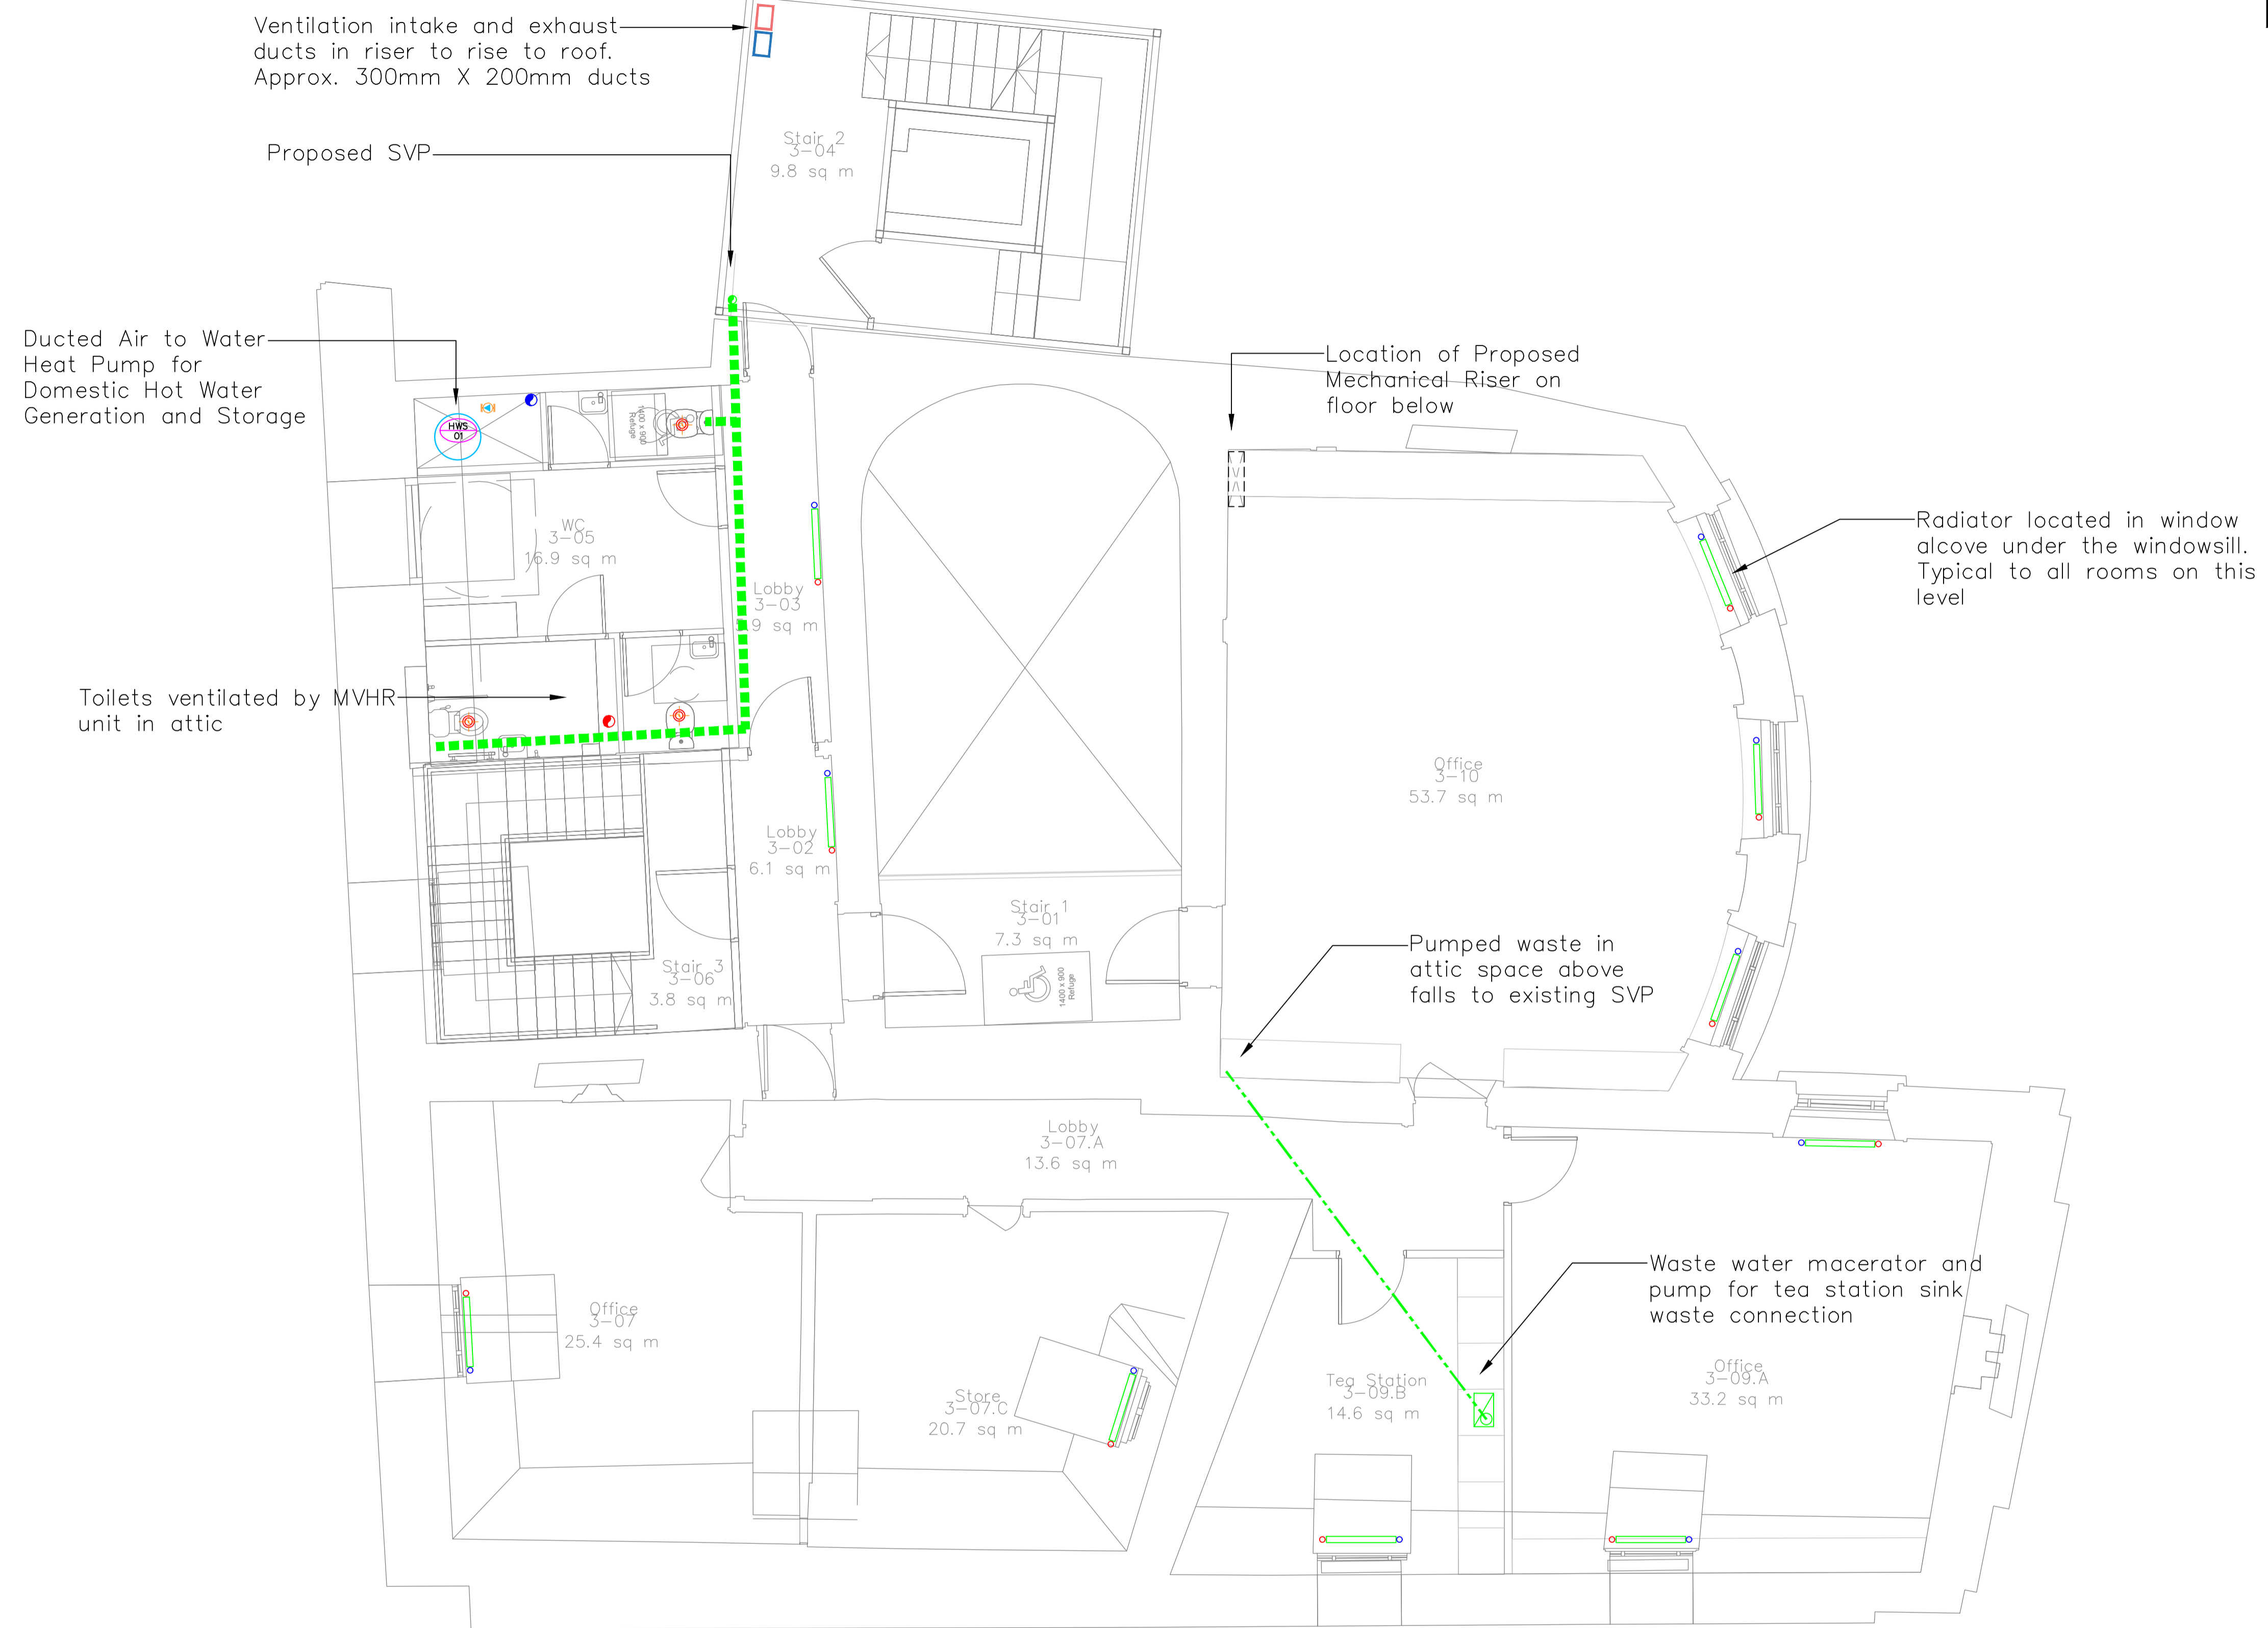 Ventilation intake and exhaust
ducts in riser to rise to roof.
Approx. 300mm X 200mm ducts
Proposed SVP
Stair 2
3-04
9.8 sq m
Ducted Air to Water
Heat Pump for
Domestic Hot Water
Generation and Storage
HWS
01
1400 x 900
Refuge
Location of Proposed
Mechanical Riser on
floor below
Radiator located in window
alcove under the windowsill.
Typical to all rooms on this
level
WC
3-05
16.9 sq m
Lobby
3-03
.9 sq m
Toilets ventilated by MVHR
unit in attic
Office
3-10
53.7 sq m
Lobby
3-02
6.1 sq m
Stair 1
3-01
7.3 sq m
1400 x 900
Refuge
Stair 3
3-06
3.8 sq m
Pumped waste in
attic space above
falls to existing SVP
Lobby
3-07.A
13.6 sq m
Waste water macerator and
pump for tea station sink
waste connection
Office
3-07
25.4 sq m
Store
3-07.C
20.7 sq m
Tea Station
3-09.B
14.6 sq m
Office
3-09.A
33.2 sq m